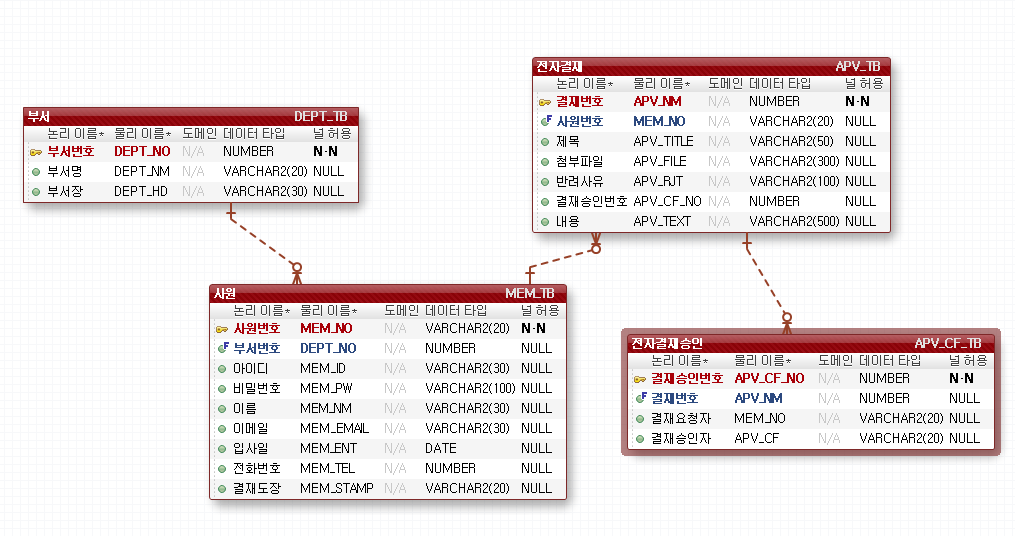 부서 DEPT_TB
논리 이름* 물리 이름* 도메인 데이터 타입 널 허용
부서번호 DEPT_NO N/A NUMBER N·N
부서명 DEPT_NM N/A VARCHAR2(20) NULL
부서장 DEPT_HD N/A VARCHAR2(30) NULL
전자결재 APV_TB
논리 이름* 물리 이름* 도메인 데이터 타입 널 허용
결재번호 APV_NM N/A NUMBER N·N
사원번호 MEM_NO N/A VARCHAR2(20) NULL
제목 APV_TITLE N/A VARCHAR2(50) NULL
첨부파일 APV_FILE N/A VARCHAR2(300) NULL
반려사유 APV_RJT N/A VARCHAR2(100) NULL
결재승인번호 APV_CF_NO N/A NUMBER NULL
내용 APV_TEXT N/A VARCHAR2(500) NULL
사원 MEM_TB
논리 이름* 물리 이름* 도메인 데이터 타입 널 허용
사원번호 MEM_NO N/A VARCHAR2(20) N·N
부서번호 DEPT_NO N/A NUMBER NULL
아이디 MEM_ID N/A VARCHAR2(30) NULL
비밀번호 MEM_PW N/A VARCHAR2(100) NULL
이름 MEM_NM N/A VARCHAR2(30) NULL
이메일 MEM_EMAIL N/A VARCHAR2(30) NULL
입사일 MEM_ENT N/A DATE NULL
전화번호 MEM_TEL N/A NUMBER NULL
결재도장 MEM_STAMP N/A VARCHAR2(20) NULL
전자결재승인 APV_CF_TB
논리 이름* 물리 이름* 도메인 데이터 타입 널 허용
결재승인번호 APV_CF_NO N/A NUMBER N·N
결재번호 APV_NM N/A NUMBER NULL
결재요청자 MEM_NO N/A VARCHAR2(20) NULL
결재승인자 APV_CF N/A VARCHAR2(20) NULL